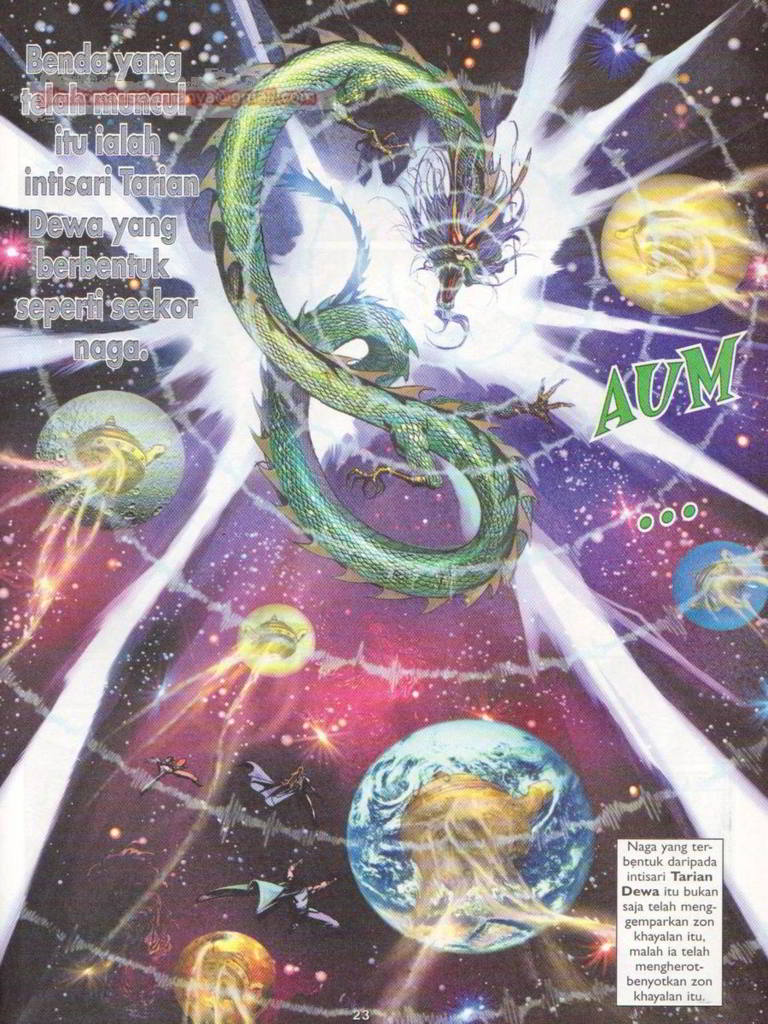 Benda yang
telah muncul
itu ialah
intisari Tarian
Dewa yang
berbentuk
seperti seekor
naga.
AUM
...
Naga yang ter-
bentuk daripada
intisari Tarian
Dewa itu bukan
saja telah meng-
gemparkan zon
khayalan itu,
malah ia telah
mengherot-
benyotkan zon
khayalan itu.
23